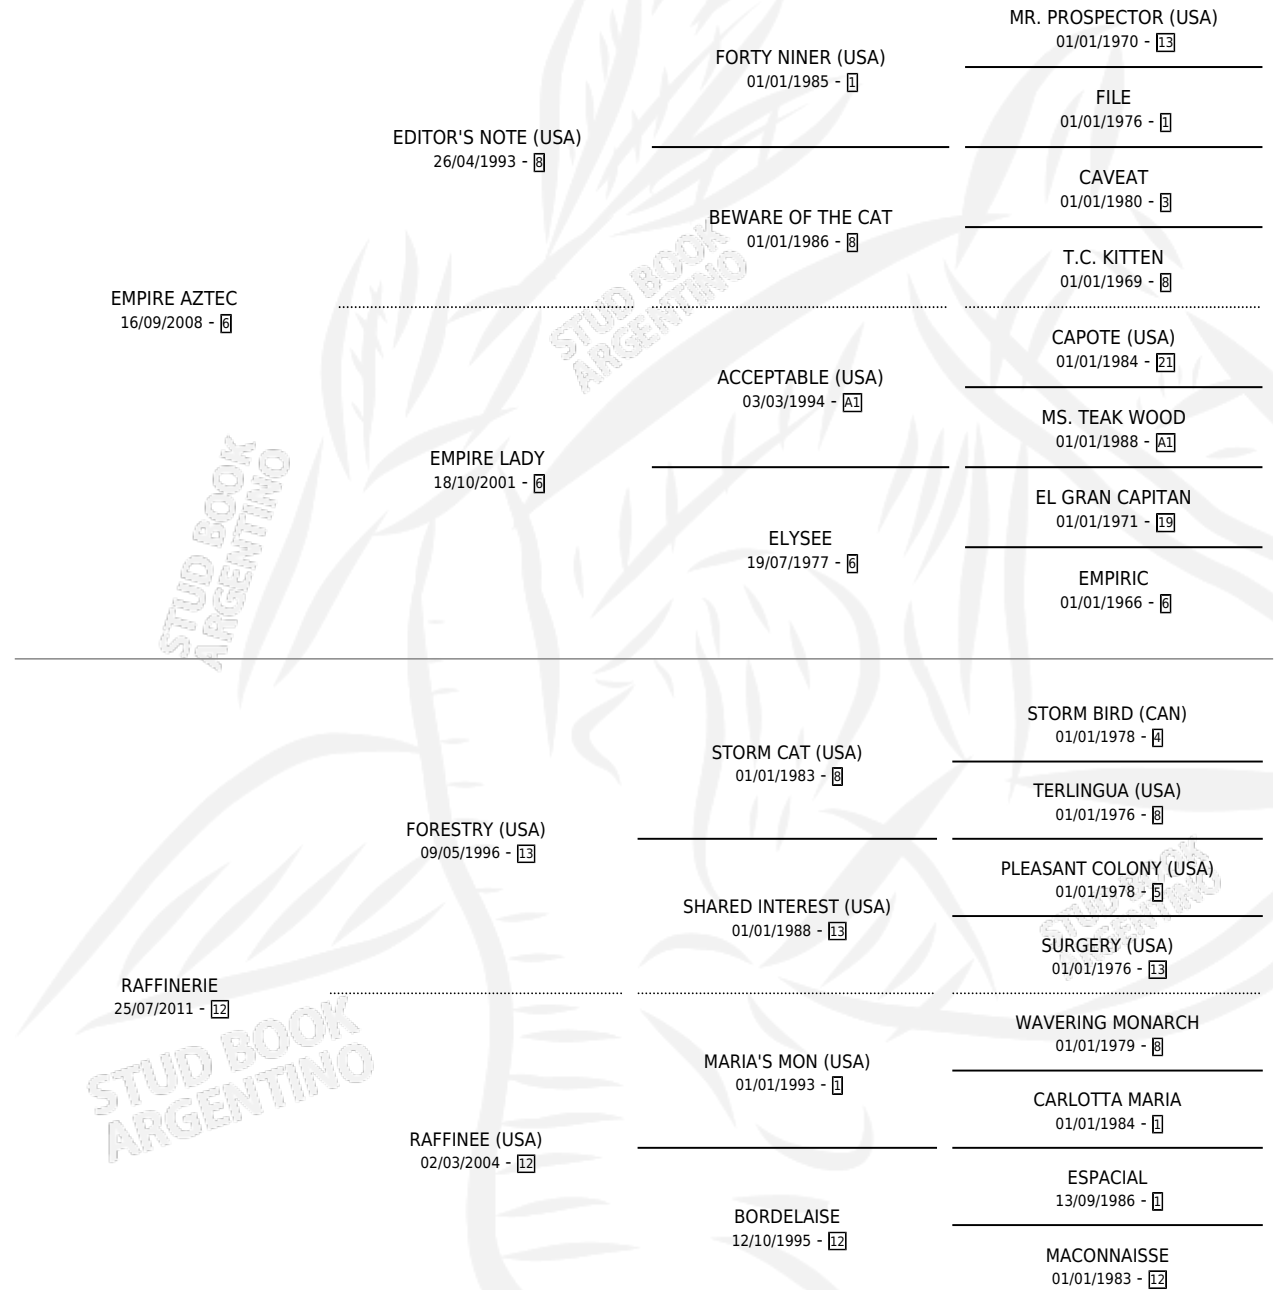 MR. PROSPECTOR (USA)
01/01/1970 - 13
FORTY NINER (USA)
01/01/1985 - 1
FILE
01/01/1976 - 1
EDITOR'S NOTE (USA)
26/04/1993 - 8
CAVEAT
01/01/1980 - 3
BEWARE OF THE CAT
01/01/1986 - 8
T.C. KITTEN
01/01/1969 - 8
EMPIRE AZTEC
16/09/2008 - 6
CAPOTE (USA)
01/01/1984 - 21
ACCEPTABLE (USA)
03/03/1994 - A1
MS. TEAK WOOD
01/01/1988 - A1
EMPIRE LADY
18/10/2001 - 6
EL GRAN CAPITAN
01/01/1971 - 19
ELYSEE
19/07/1977 - 6
EMPIRIC
01/01/1966 - 6
STUD BOOK
ARGENTINO
STUD BOOK
ARGENTINO
STORM BIRD (CAN)
01/01/1978 - 4
STORM CAT (USA)
01/01/1983 - 8
TERLINGUA (USA)
01/01/1976 - 8
FORESTRY (USA)
09/05/1996 - 13
PLEASANT COLONY (USA)
01/01/1978 - 5
SHARED INTEREST (USA)
01/01/1988 - 13
SURGERY (USA)
01/01/1976 - 13
RAFFINERIE
25/07/2011 - 12
WAVERING MONARCH
01/01/1979 - 8
MARIA'S MON (USA)
01/01/1993 - 1
CARLOTTA MARIA
01/01/1984 - 1
RAFFINEE (USA)
02/03/2004 - 12
ESPACIAL
13/09/1986 - 1
BORDELAISE
12/10/1995 - 12
MACONNAISSE
01/01/1983 - 12
STUD BOOK
ARGENTINO
STUD BOOK
ARGENTINO